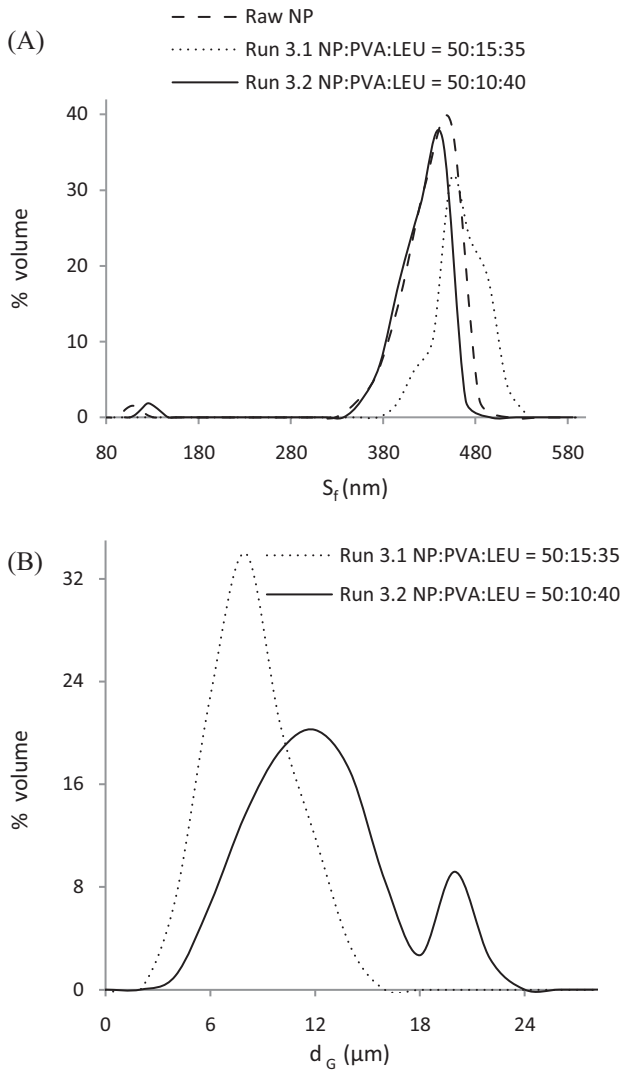 (A)
Raw NP
Run 3.1 NP:PVA:LEU = 50:15:35
Run 3.2 NP:PVA:LEU = 50:10:40
40
30
20
10
0
% volume
80 180 280 380 480 580
Sf (nm)
(B)
Run 3.1 NP:PVA:LEU = 50:15:35
Run 3.2 NP:PVA:LEU = 50:10:40
32
24
16
8
0
% volume
0 6 12 18 24
d G (μm)